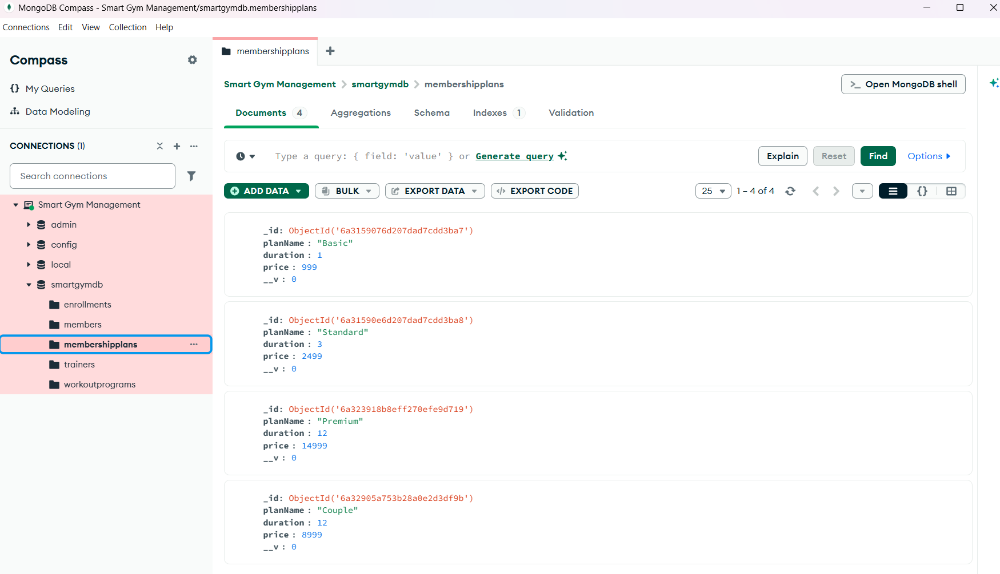 MongoDB Compass - Smart Gym Management/smartgymdb.membershipplans
Connections Edit View Collection Help
Compass
{} My Queries
Data Modeling
CONNECTIONS (1)
Search connections
Smart Gym Management
admin
config
local
smartgymdb
enrollments
members
membershipplans
trainers
workoutprograms
membershipplans
Smart Gym Management > smartgymdb > membershipplans
>_ Open MongoDB shell
Documents 4 Aggregations Schema Indexes 1 Validation
Type a query: { field: 'value' } or Generate query
Explain Reset Find Options
ADD DATA BULK EXPORT DATA </> EXPORT CODE
25 1 – 4 of 4 {}
_id: ObjectId('6a3159076d207dad7cdd3ba7')
planName : "Basic"
duration : 1
price : 999
__v : 0
_id: ObjectId('6a31590e6d207dad7cdd3ba8')
planName : "Standard"
duration : 3
price : 2499
__v : 0
_id: ObjectId('6a323918b8eff270efe9d719')
planName : "Premium"
duration : 12
price : 14999
__v : 0
_id: ObjectId('6a32905a753b28a0e2d3df9b')
planName : "Couple"
duration : 12
price : 8999
__v : 0